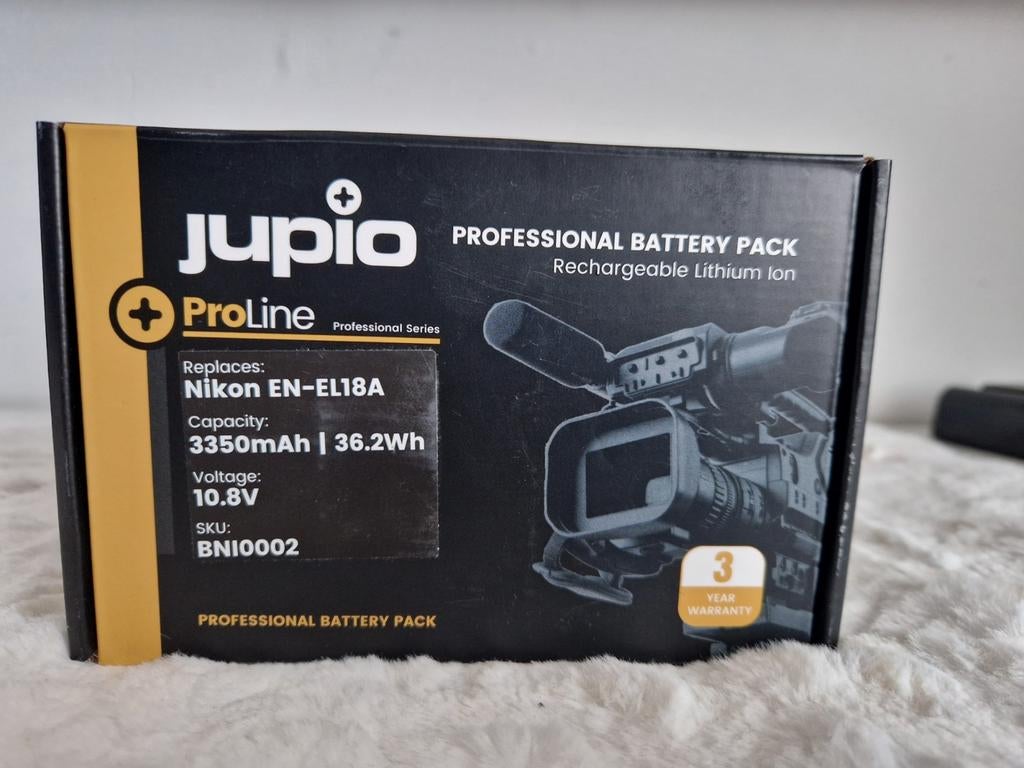 jupio
PROFESSIONAL BATTERY PACK
Rechargeable Lithium Ion
ProLine
Professional Series
Replaces:
Nikon EN-EL18A
Capacity:
3350mAh | 36.2Wh
Voltage:
10.8V
SKU:
BNI0002
3
YEAR
WARRANTY
PROFESSIONAL BATTERY PACK